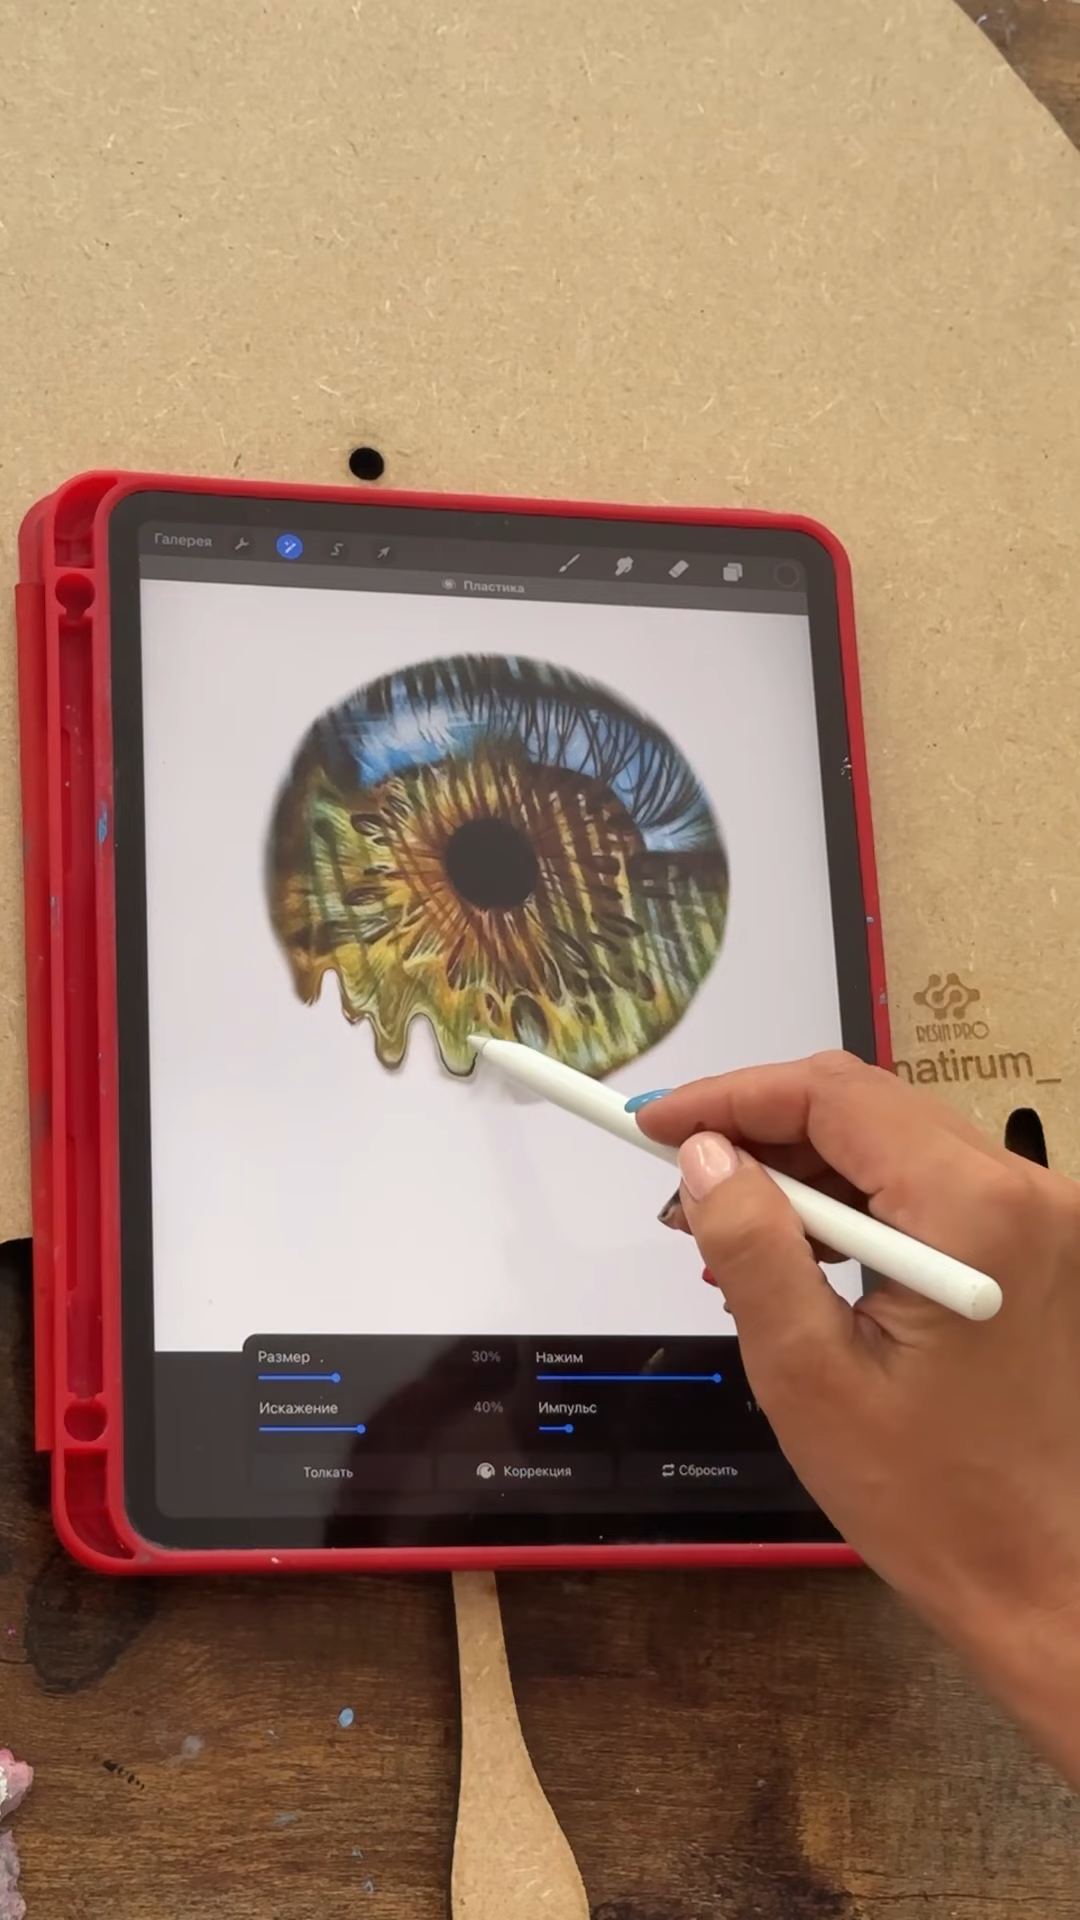 Галерея
Пластика
RESIN PRO
natirum_
Размер
30%
Нажим
Искажение
40%
Импульс
Толкать
Коррекция
Сбросить